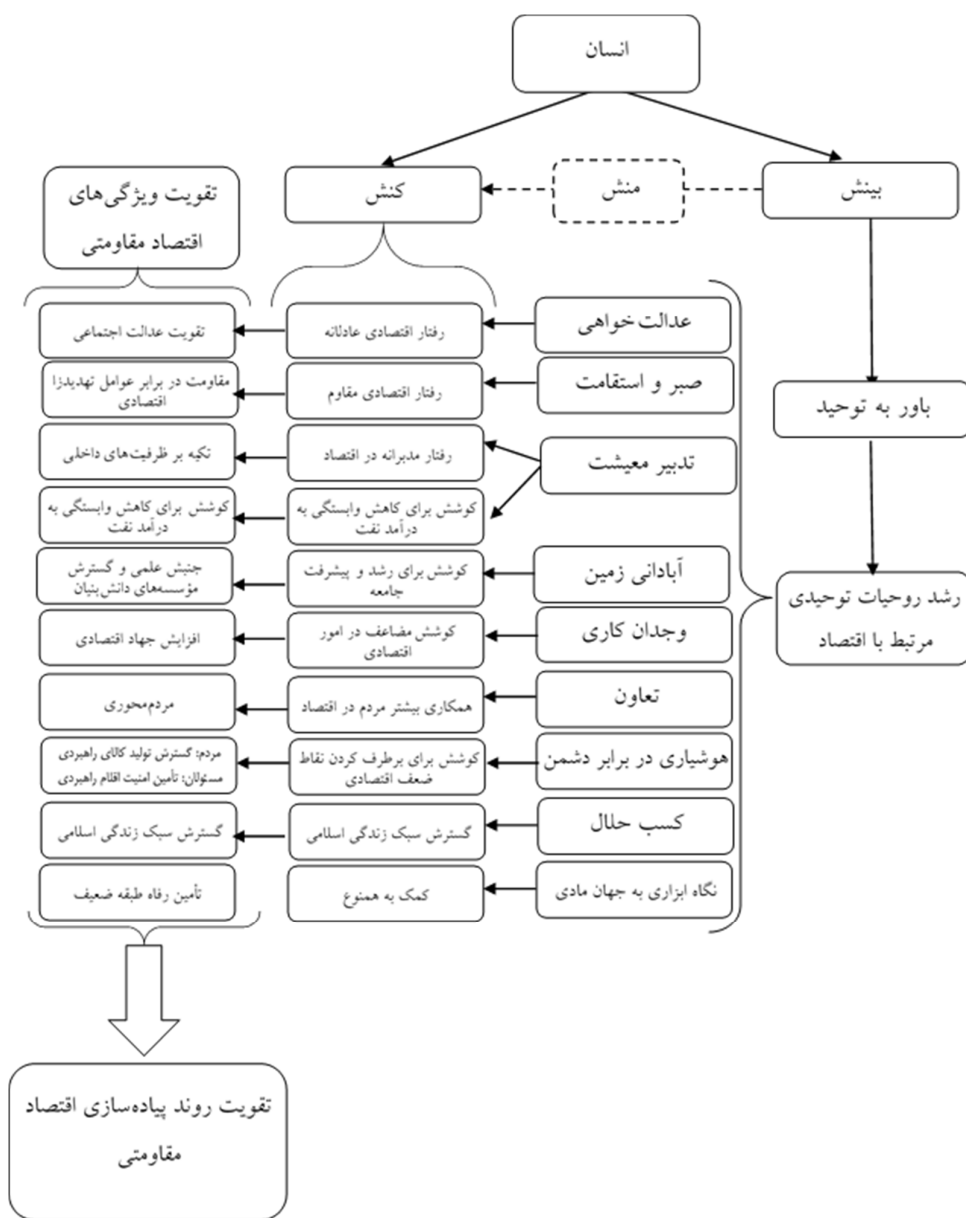 انسان
بینش
منش
کنش
تقویت ویژگی‌های
اقتصاد مقاومتی
باور به توحید
رشد روحیات توحیدی
مرتبط با اقتصاد
عدالت خواهی
رفتار اقتصادی عادلانه
تقویت عدالت اجتماعی
صبر و استقامت
رفتار اقتصادی مقاوم
مقاومت در برابر عوامل تهدیدزا
اقتصادی
تدبیر معیشت
رفتار مدبرانه در اقتصاد
تکیه بر ظرفیت‌های داخلی
کوشش برای کاهش وابستگی به
درآمد نفت
کوشش برای کاهش وابستگی به
درآمد نفت
آبادانی زمین
کوشش برای رشد و پیشرفت
جامعه
جنبش علمی و گسترش
مؤسسه‌های دانش‌بنیان
وجدان کاری
کوشش مضاعف در امور
اقتصادی
افزایش جهاد اقتصادی
تعاون
همکاری بیشتر مردم در اقتصاد
مردم‌محوری
هوشیاری در برابر دشمن
کوشش برای برطرف کردن نقاط
ضعف اقتصادی
مردم: گسترش تولید کالای راهبردی
مسئولان: تأمین امنیت اقلام راهبردی
کسب حلال
گسترش سبک زندگی اسلامی
گسترش سبک زندگی اسلامی
نگاه ابزاری به جهان مادی
کمک به همنوع
تأمین رفاه طبقه ضعیف
تقویت روند پیاده‌سازی اقتصاد
مقاومتی